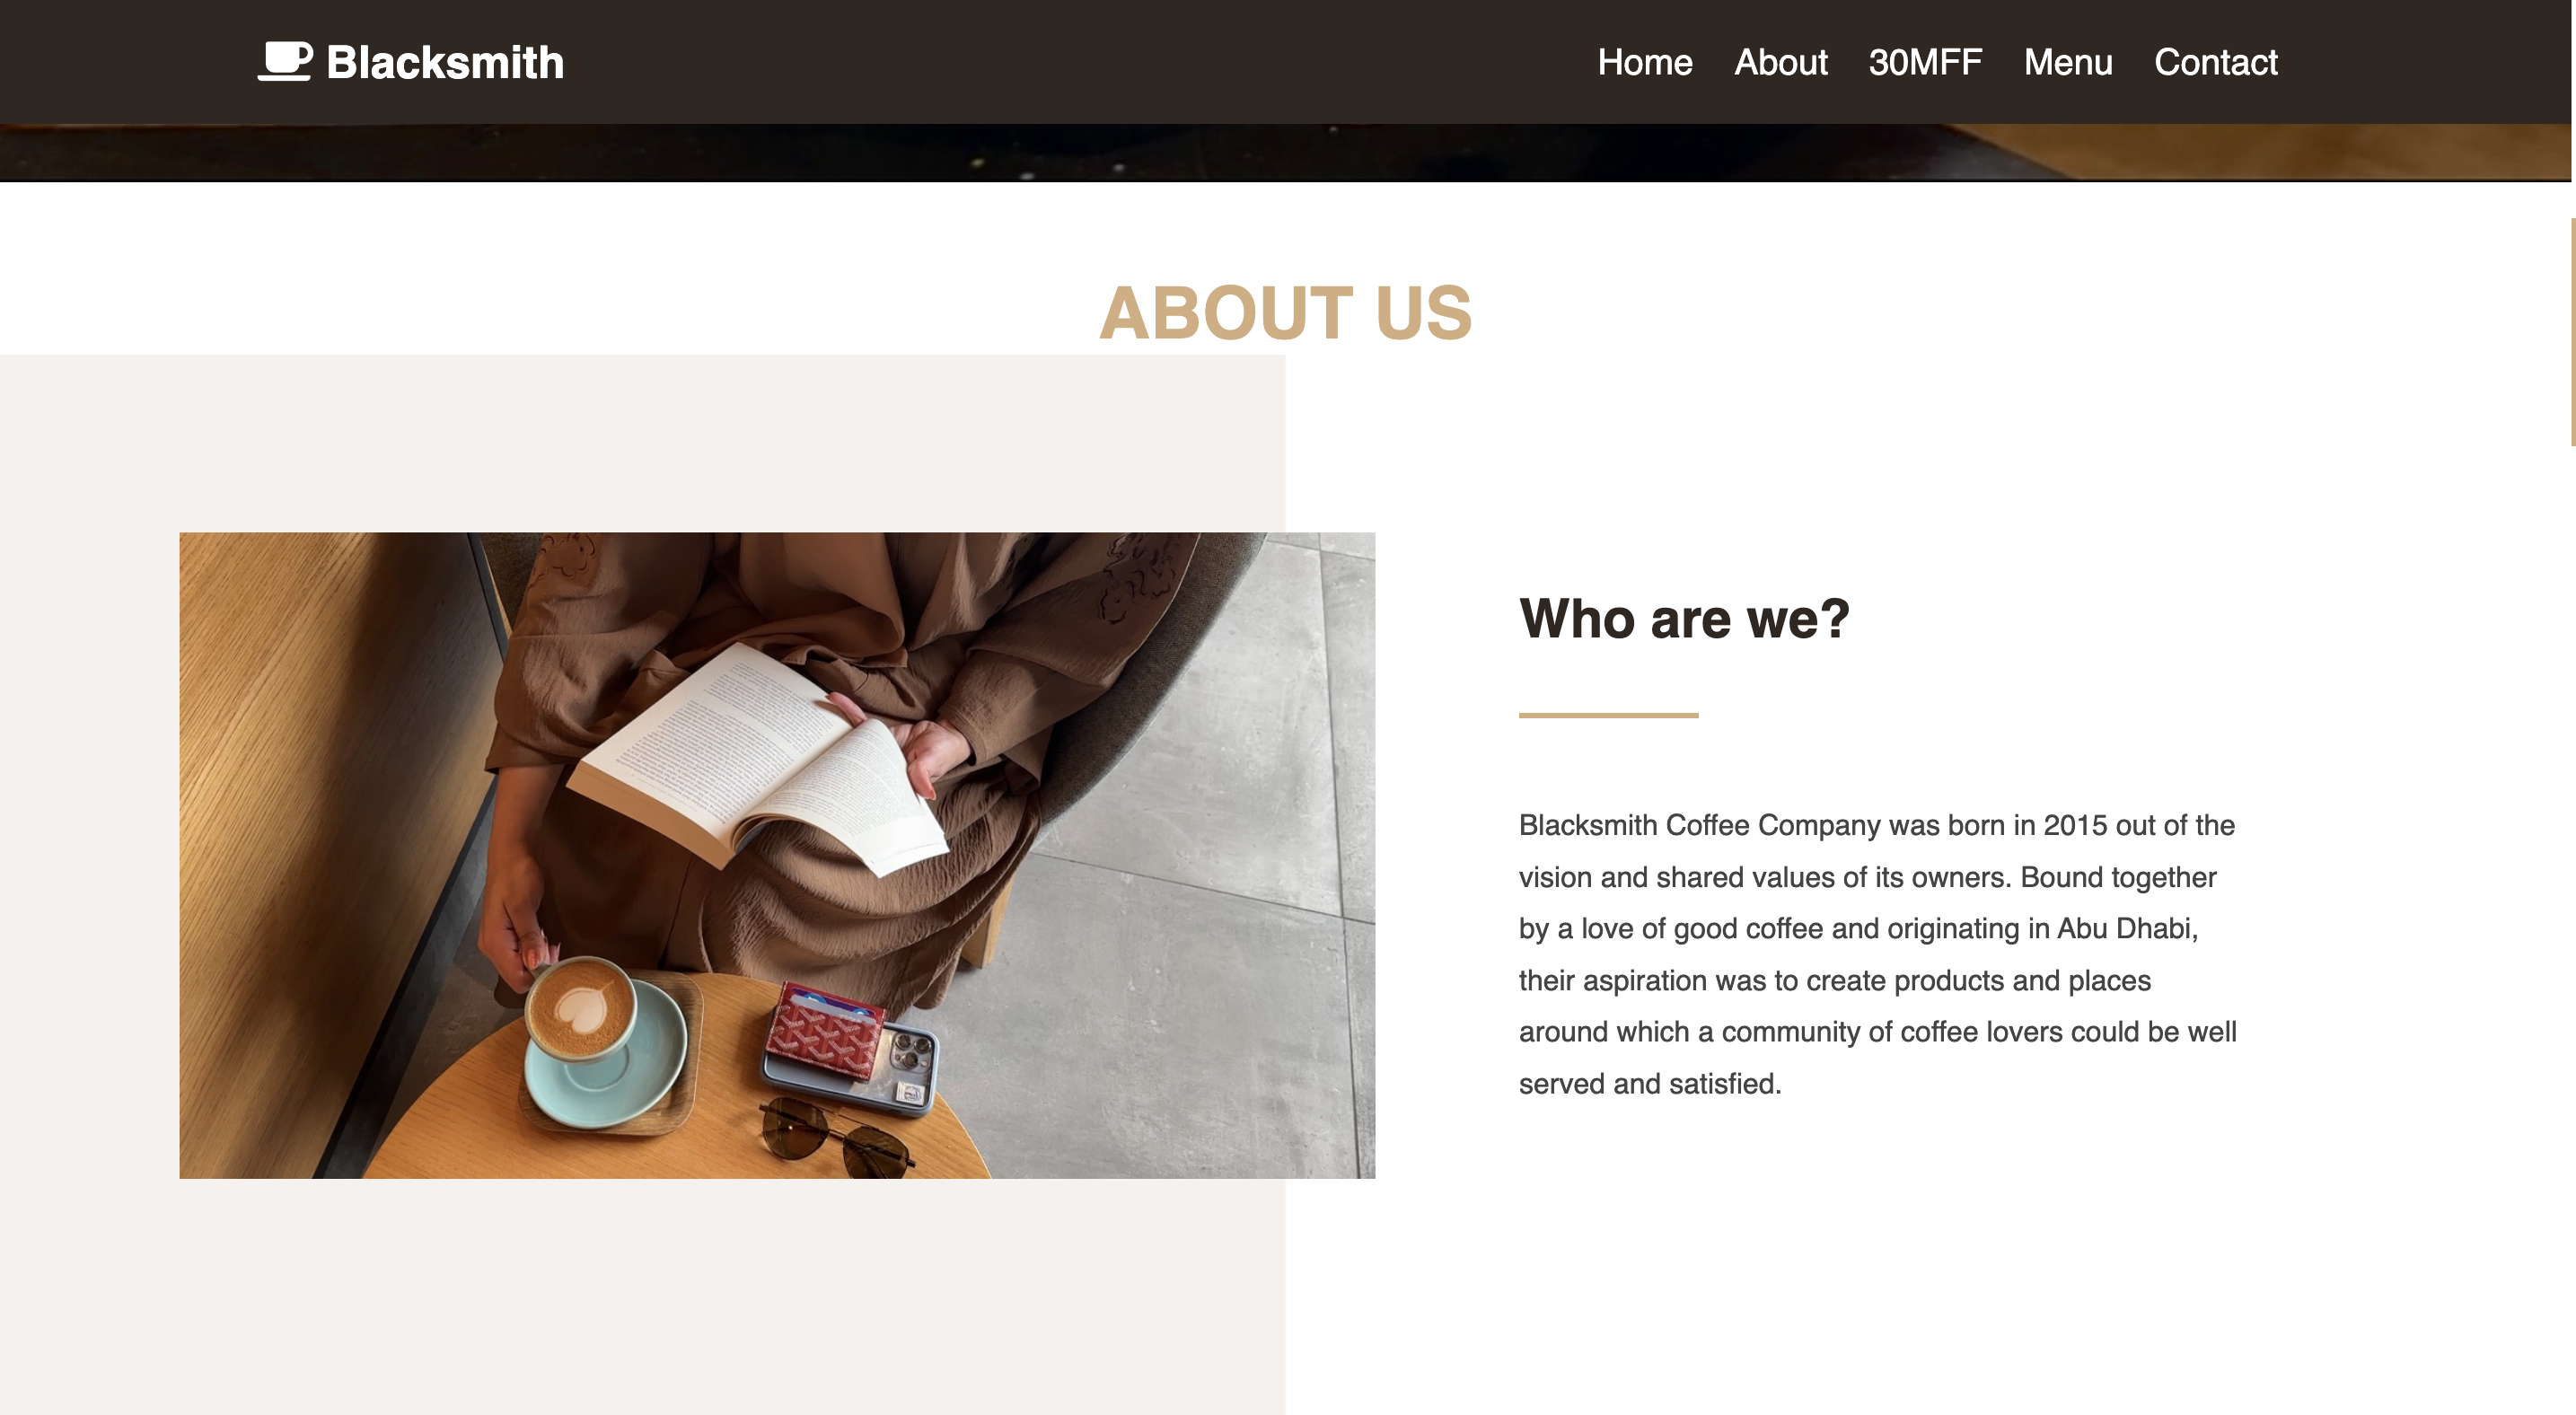 Blacksmith
Home About 30MFF Menu Contact
ABOUT US
Who are we?
Blacksmith Coffee Company was born in 2015 out of the
vision and shared values of its owners. Bound together
by a love of good coffee and originating in Abu Dhabi,
their aspiration was to create products and places
around which a community of coffee lovers could be well
served and satisfied.